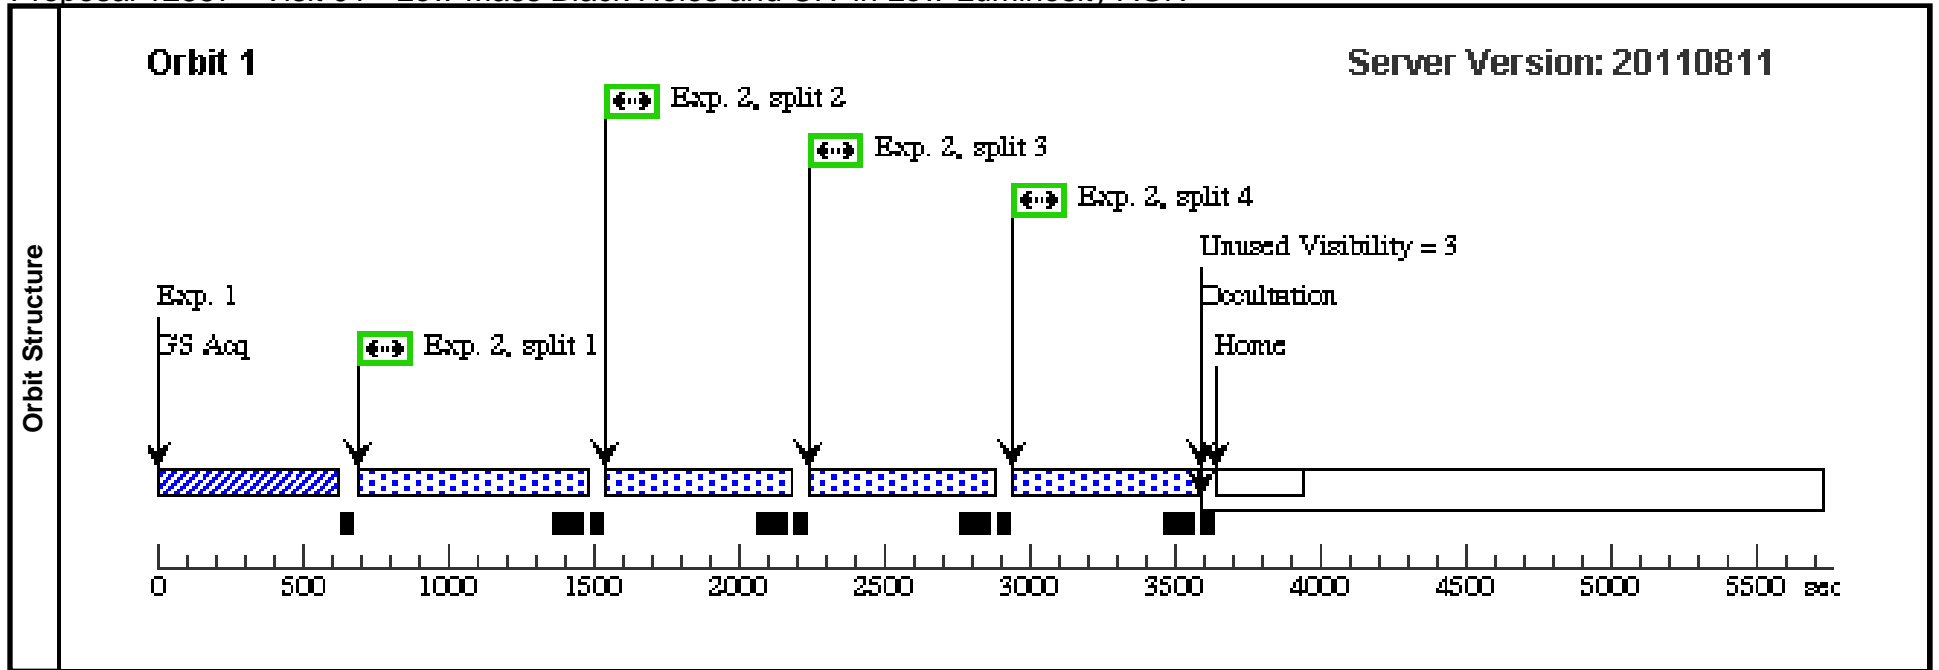 Orbit 1
Server Version: 20110811
Exp. 2, split 2
Exp. 2, split 3
Exp. 2, split 4
Unused Visibility = 3
Exp. 1
Occultation
GS Acq
Exp. 2, split 1
Home
Orbit Structure
0 500 1000 1500 2000 2500 3000 3500 4000 4500 5000 5500 sec